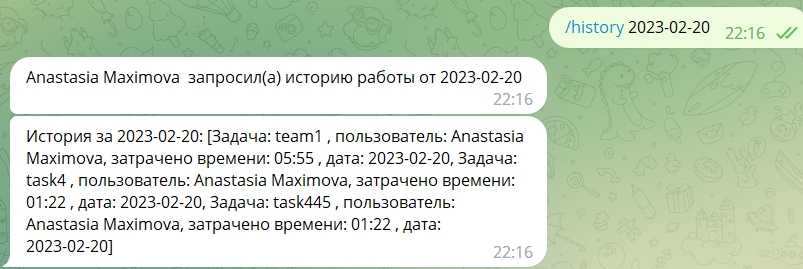 /history 2023-02-20 22:16
Anastasia Maximova запросил(а) историю работы от 2023-02-20
22:16
История за 2023-02-20: [Задача: team1 , пользователь: Anastasia
Maximova, затрачено времени: 05:55 , дата: 2023-02-20, Задача:
task4 , пользователь: Anastasia Maximova, затрачено времени:
01:22 , дата: 2023-02-20, Задача: task445 , пользователь:
Anastasia Maximova, затрачено времени: 01:22 , дата:
2023-02-20]
22:16